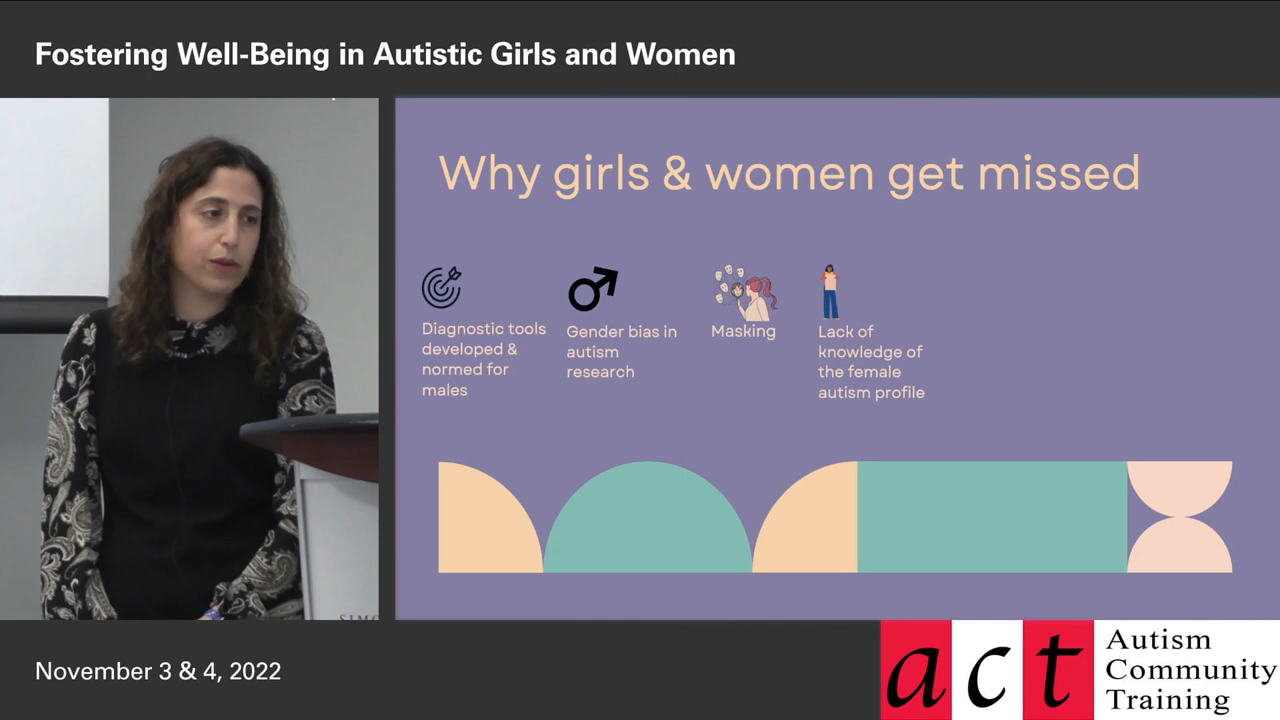 Fostering Well-Being in Autistic Girls and Women
Why girls & women get missed
Diagnostic tools
developed &
normed for
males
Gender bias in
autism
research
Masking
Lack of
knowledge of
the female
autism profile
November 3 & 4, 2022
act
Autism
Community
Training